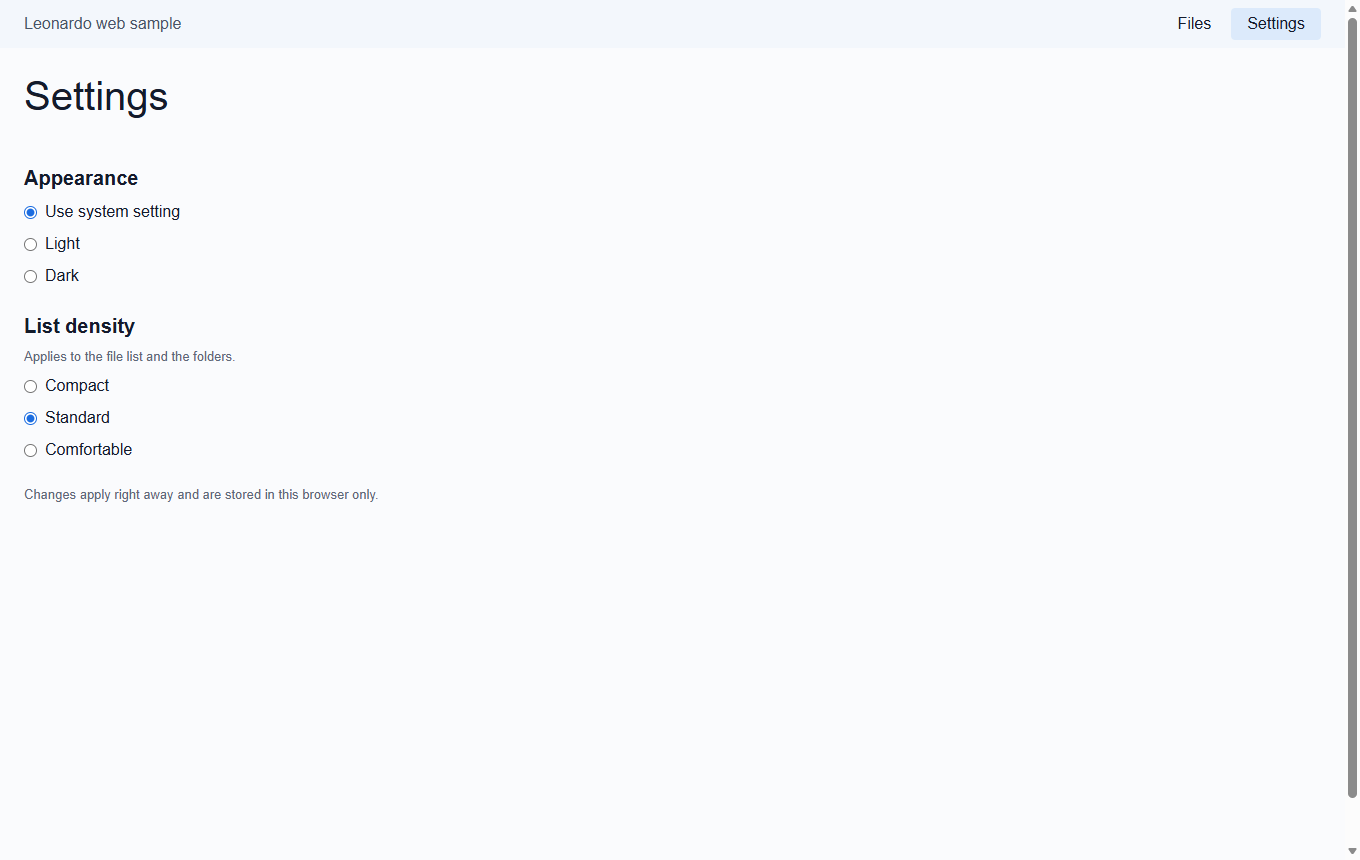 Leonardo web sample
Files
Settings
Settings
Appearance
Use system setting
Light
Dark
List density
Applies to the file list and the folders.
Compact
Standard
Comfortable
Changes apply right away and are stored in this browser only.